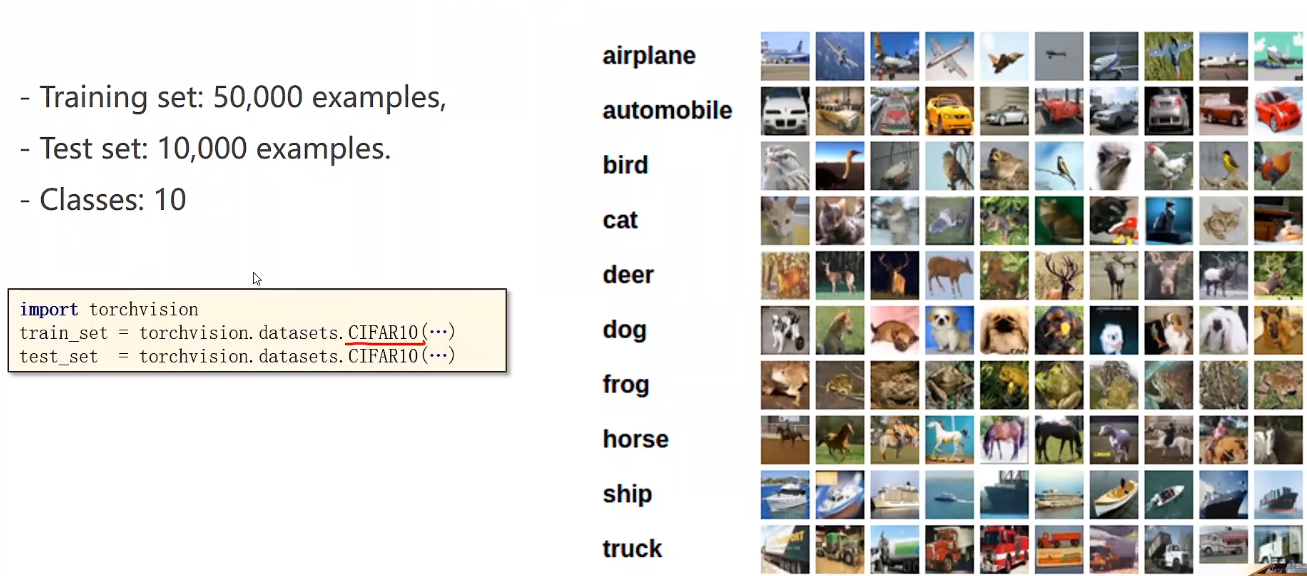 - Training set: 50,000 examples,
- Test set: 10,000 examples.
- Classes: 10
import torchvision
train_set = torchvision.datasets.CIFAR10(…)
test_set  = torchvision.datasets.CIFAR10(…)
airplane
automobile
bird
cat
deer
dog
frog
horse
ship
truck